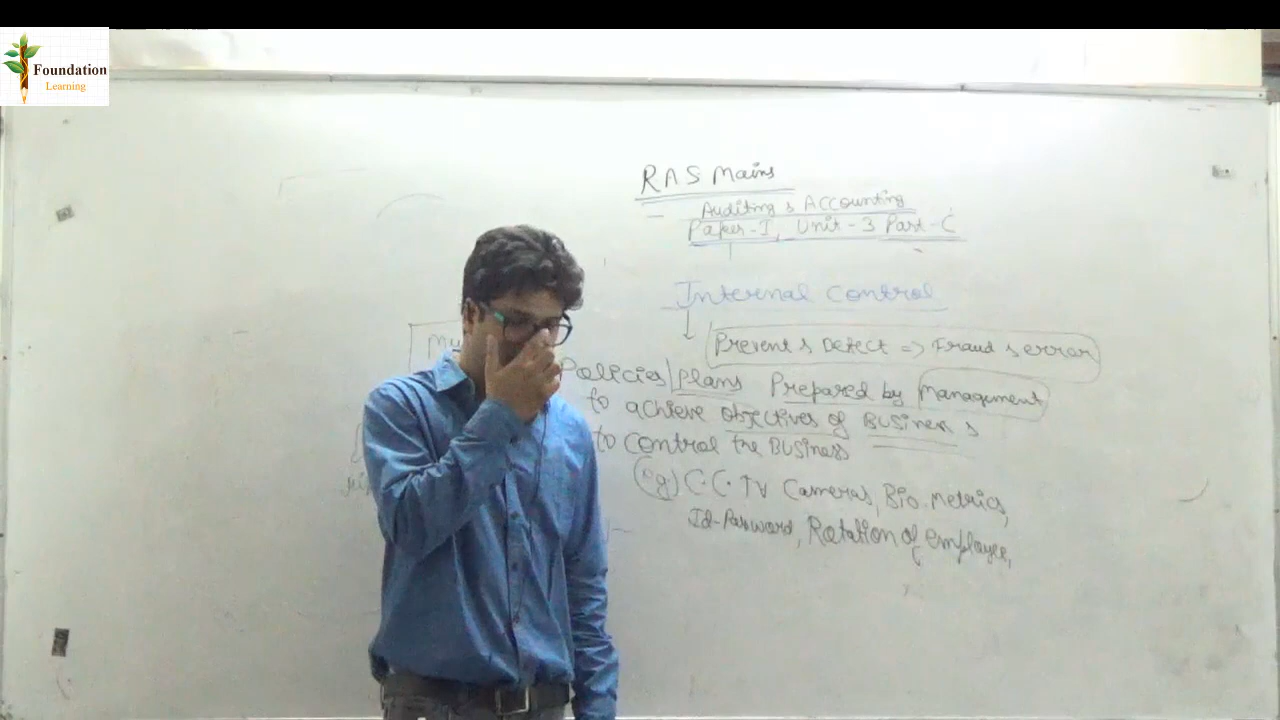 Foundation
Learning
RAS Mains
Auditing & Accounting
Paper-I, Unit-3 Part-C
Internal Control
Prevent & Detect => Fraud & error
Policies/Plans Prepared by Management
to achieve objectives of Business &
to control the Business
Eg) C.C.TV Cameras, Bio-Metrics,
Id-Password, Rotation of employee,